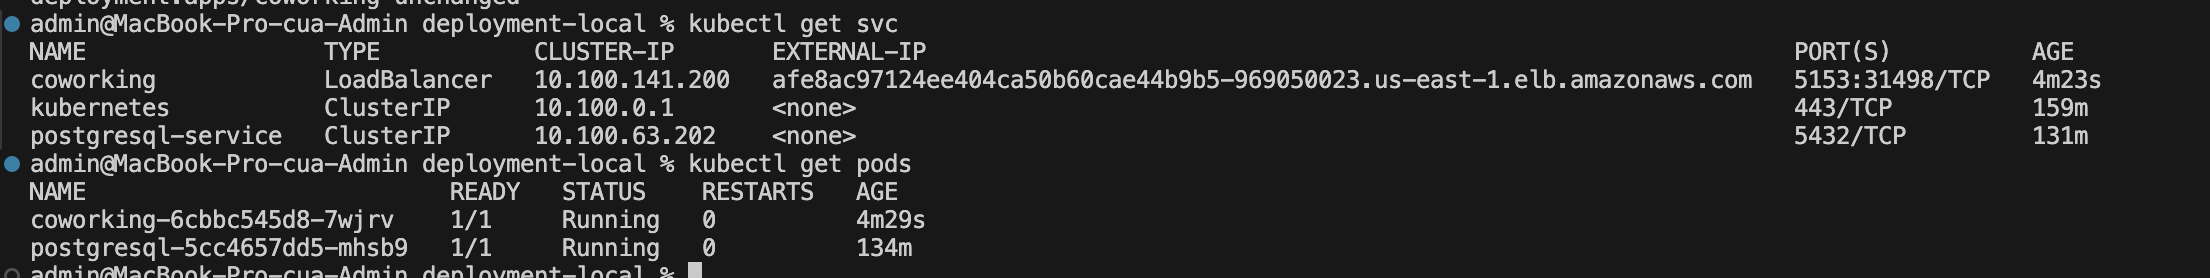 deployment.apps/coworking unchanged
admin@MacBook-Pro-cua-Admin deployment-local % kubectl get svc
NAME TYPE CLUSTER-IP EXTERNAL-IP PORT(S) AGE
coworking LoadBalancer 10.100.141.200 afe8ac97124ee404ca50b60cae44b9b5-969050023.us-east-1.elb.amazonaws.com 5153:31498/TCP 4m23s
kubernetes ClusterIP 10.100.0.1 <none> 443/TCP 159m
postgresql-service ClusterIP 10.100.63.202 <none> 5432/TCP 131m
admin@MacBook-Pro-cua-Admin deployment-local % kubectl get pods
NAME READY STATUS RESTARTS AGE
coworking-6cbbc545d8-7wjrv 1/1 Running 0 4m29s
postgresql-5cc4657dd5-mhsb9 1/1 Running 0 134m
admin@MacBook-Pro-cua-Admin deployment-local %